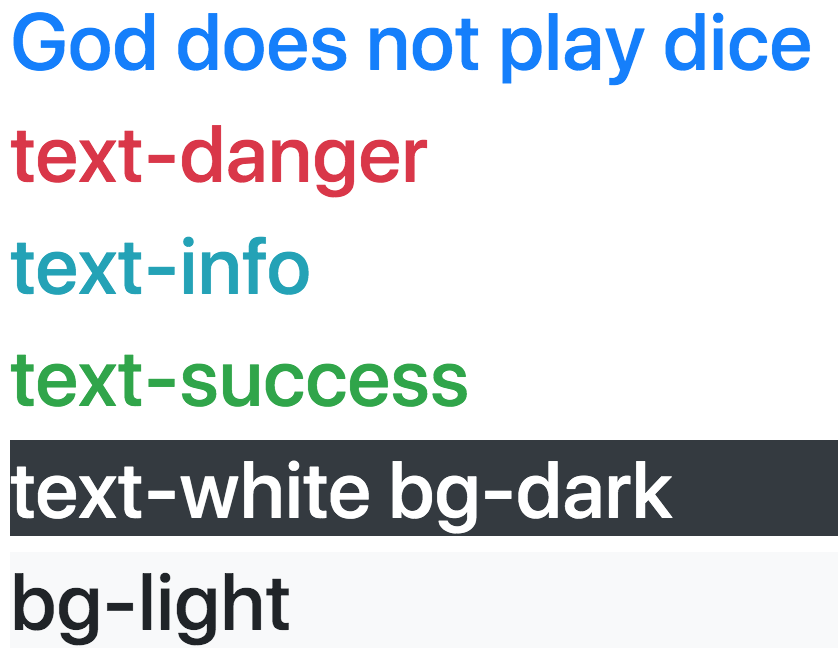 God does not play dice
text-danger
text-info
text-success
text-white bg-dark
bg-light